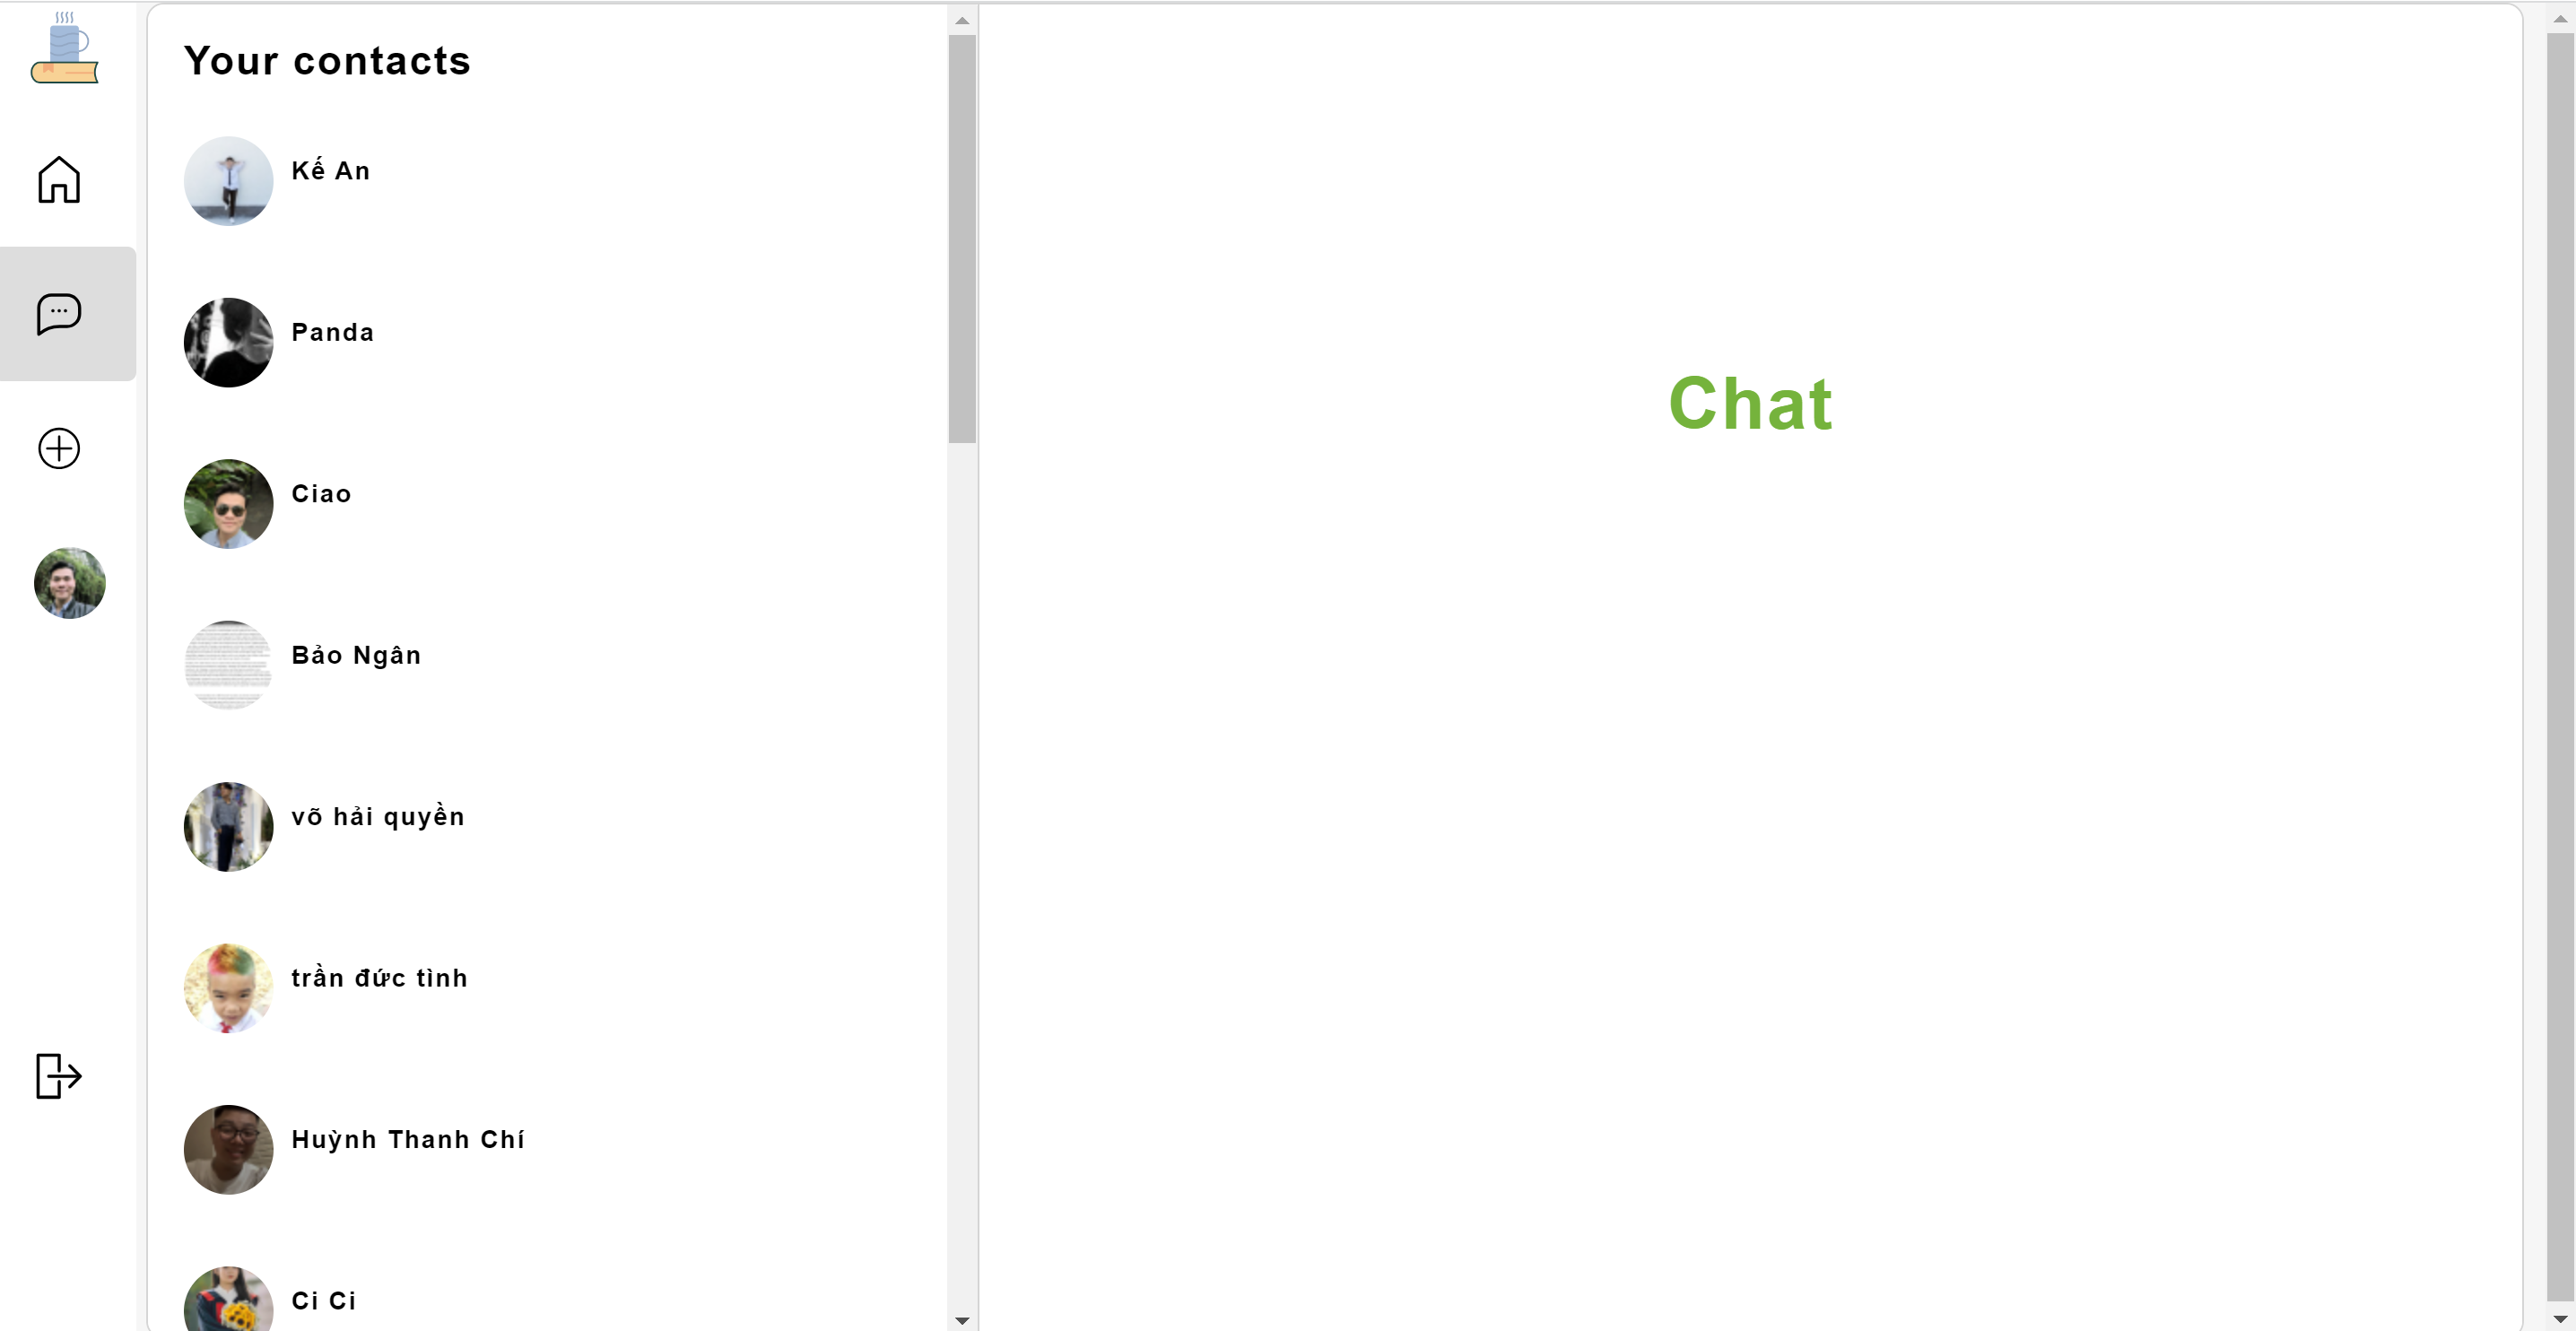 Your contacts
Kế An
Panda
Ciao
Bảo Ngân
võ hải quyền
trần đức tình
Huỳnh Thanh Chí
Ci Ci
Chat